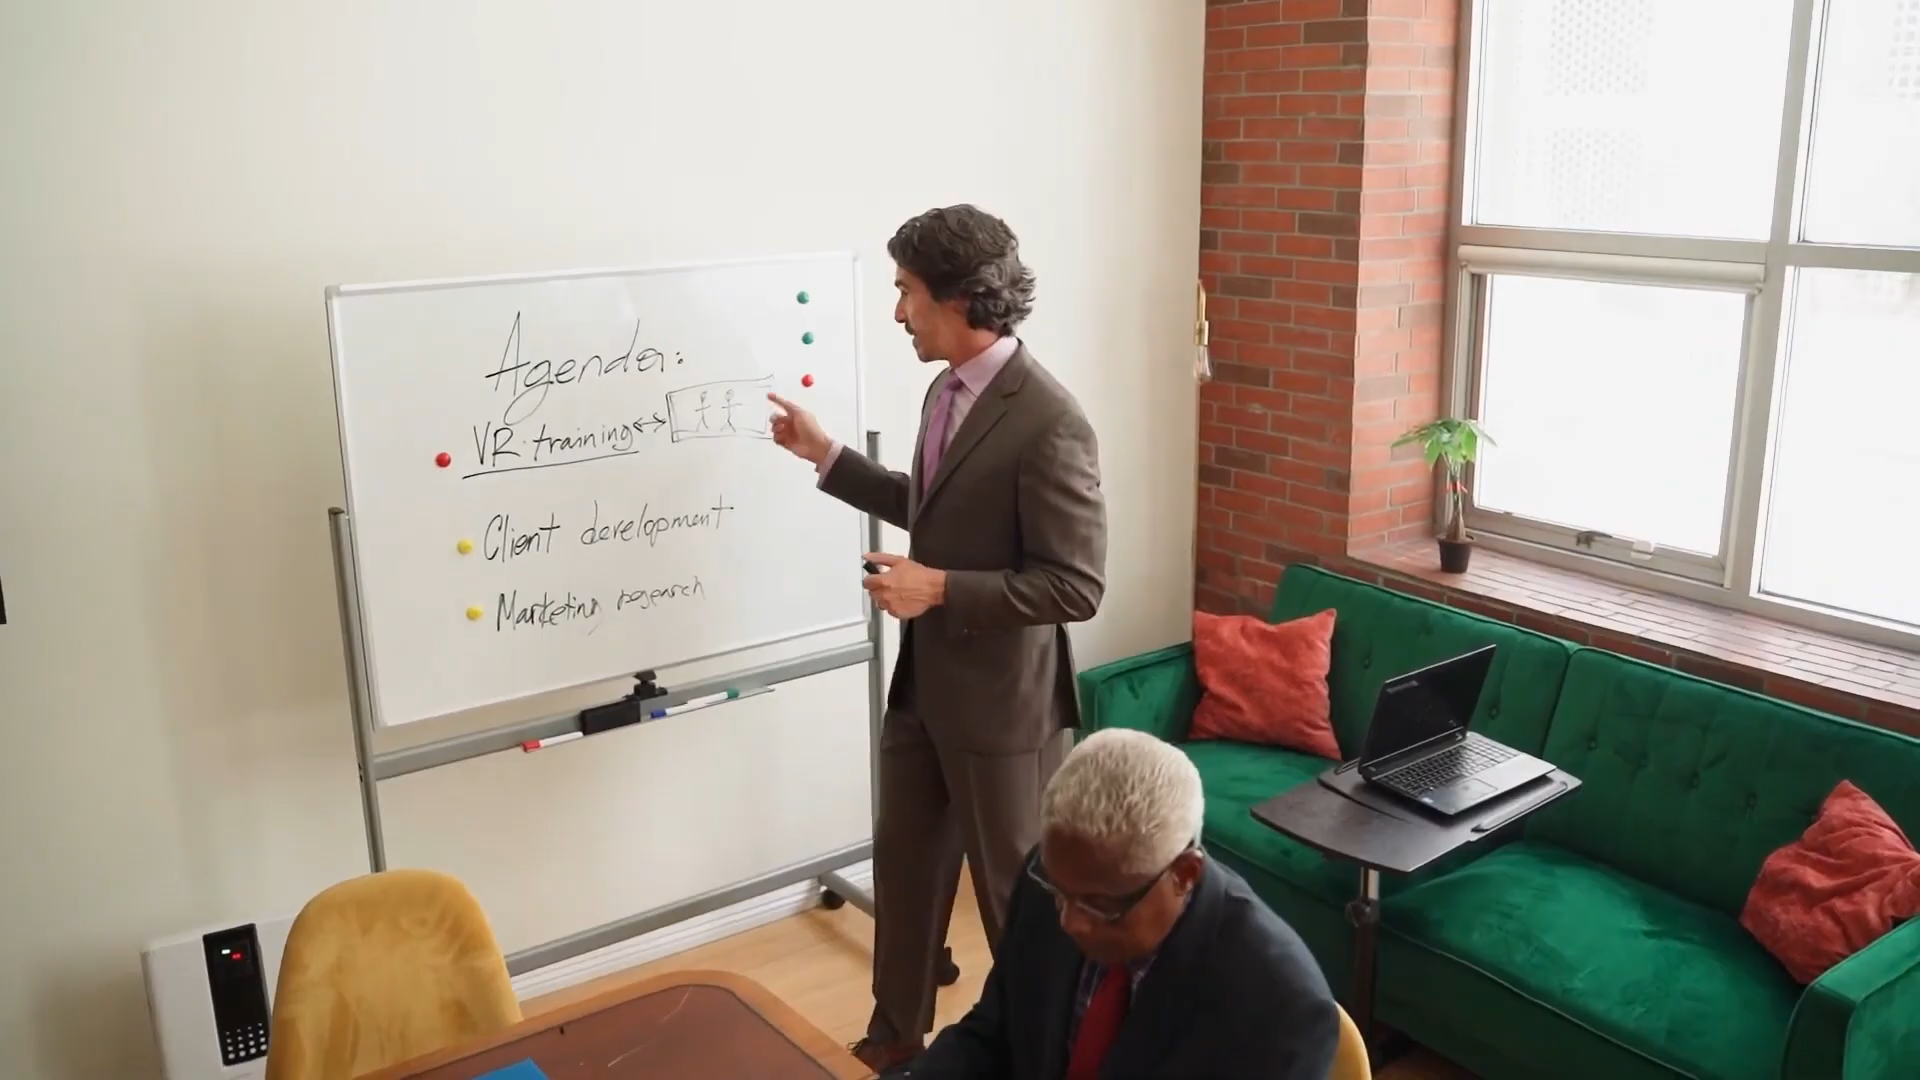 Agenda:
VR training
Client development
Marketing research